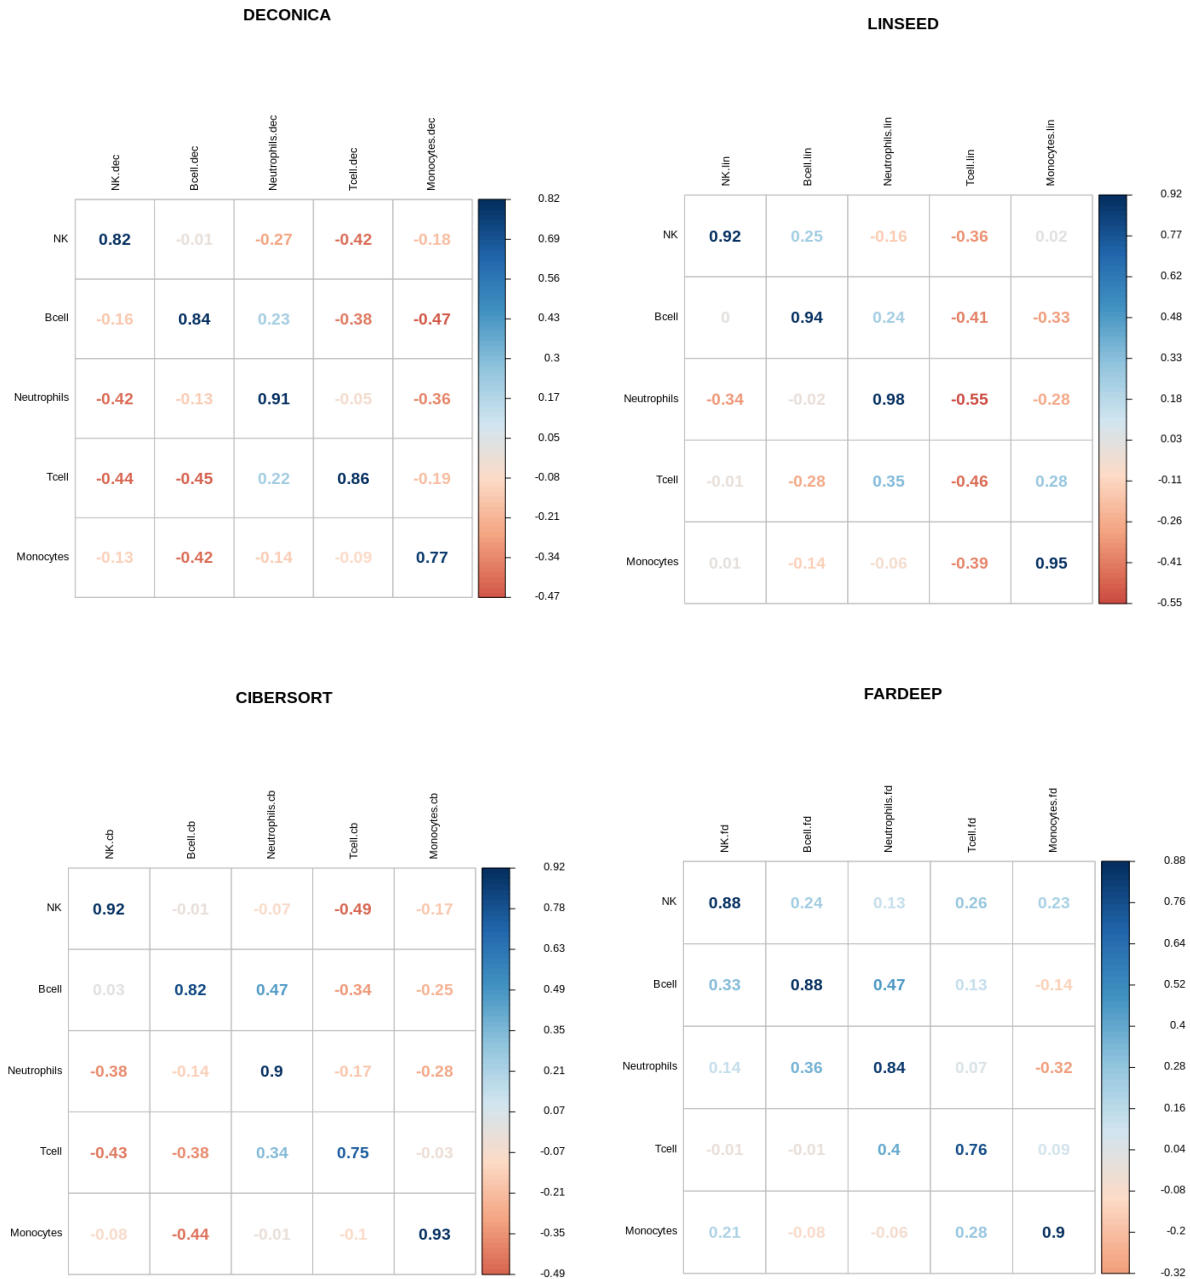 DECONICA
NK.dec Bcell.dec Neutrophils.dec Tcell.dec Monocytes.dec
NK 0.82 -0.01 -0.27 -0.42 -0.18
Bcell -0.16 0.84 0.23 -0.38 -0.47
Neutrophils -0.42 -0.13 0.91 -0.05 -0.36
Tcell -0.44 -0.45 0.22 0.86 -0.19
Monocytes -0.13 -0.42 -0.14 -0.09 0.77
0.82
0.69
0.56
0.43
0.3
0.17
0.05
-0.08
-0.21
-0.34
-0.47
LINSEED
NK.lin Bcell.lin Neutrophils.lin Tcell.lin Monocytes.lin
NK 0.92 0.25 -0.16 -0.36 0.02
Bcell 0 0.94 0.24 -0.41 -0.33
Neutrophils -0.34 -0.02 0.98 -0.55 -0.28
Tcell -0.01 -0.28 0.35 -0.46 0.28
Monocytes 0.01 -0.14 -0.06 -0.39 0.95
0.92
0.77
0.62
0.48
0.33
0.18
0.03
-0.11
-0.26
-0.41
-0.55
CIBERSORT
NK.cb Bcell.cb Neutrophils.cb Tcell.cb Monocytes.cb
NK 0.92 -0.01 -0.07 -0.49 -0.17
Bcell 0.03 0.82 0.47 -0.34 -0.25
Neutrophils -0.38 -0.14 0.9 -0.17 -0.28
Tcell -0.43 -0.38 0.34 0.75 -0.03
Monocytes -0.08 -0.44 -0.01 -0.1 0.93
0.92
0.78
0.63
0.49
0.35
0.21
0.07
-0.07
-0.21
-0.35
-0.49
FARDEEP
NK.fd Bcell.fd Neutrophils.fd Tcell.fd Monocytes.fd
NK 0.88 0.24 0.13 0.26 0.23
Bcell 0.33 0.88 0.47 0.13 -0.14
Neutrophils 0.14 0.36 0.84 0.07 -0.32
Tcell -0.01 -0.01 0.4 0.76 0.09
Monocytes 0.21 -0.08 -0.06 0.28 0.9
0.88
0.76
0.64
0.52
0.4
0.28
0.16
0.04
-0.08
-0.2
-0.32